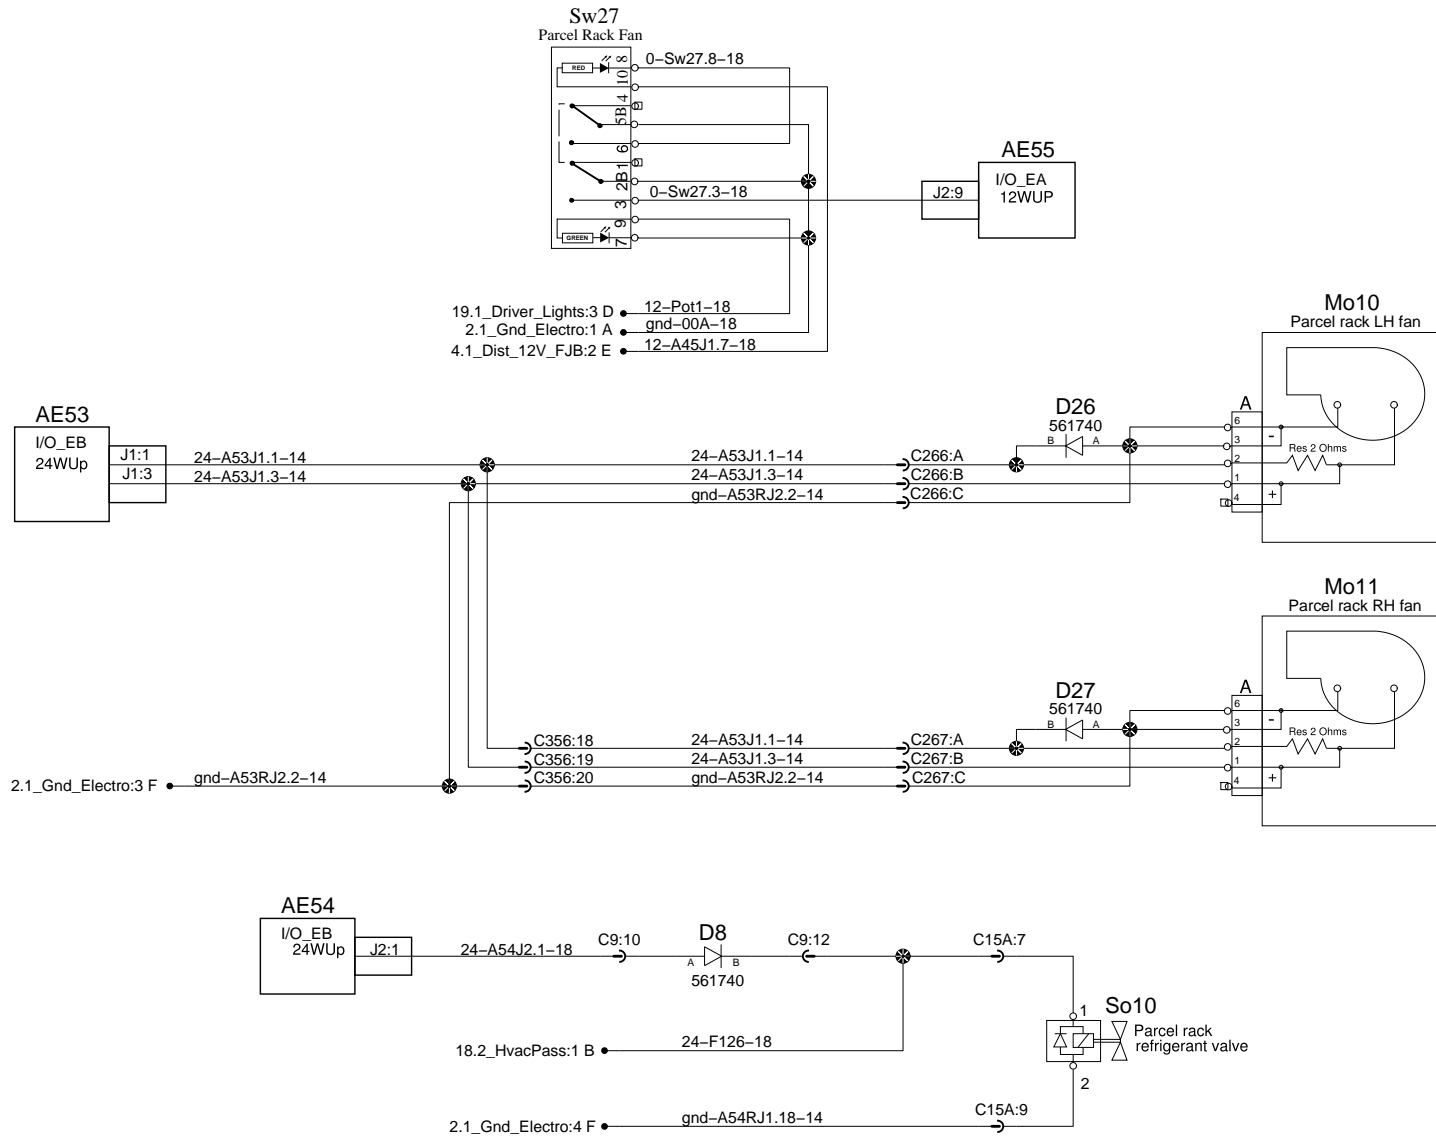 Sw27
Parcel Rack Fan
RED
8
10
4
5B
6
B1
2
3
9
7
GREEN
0–Sw27.8–18
0–Sw27.3–18
AE55
I/O_EA
12WUP
J2:9
19.1_Driver_Lights:3 D
12–Pot1–18
2.1_Gnd_Electro:1 A
gnd–00A–18
4.1_Dist_12V_FJB:2 E
12–A45J1.7–18
Mo10
Parcel rack LH fan
AE53
I/O_EB
24WUp
J1:1
J1:3
24–A53J1.1–14
24–A53J1.3–14
24–A53J1.1–14
24–A53J1.3–14
gnd–A53RJ2.2–14
C266:A
C266:B
C266:C
D26
561740
B
A
A
6
3
2
1
4
-
+
Res 2 Ohms
Mo11
Parcel rack RH fan
D27
561740
B
A
A
6
3
2
1
4
-
+
Res 2 Ohms
C356:18
C356:19
C356:20
24–A53J1.1–14
24–A53J1.3–14
gnd–A53RJ2.2–14
C267:A
C267:B
C267:C
2.1_Gnd_Electro:3 F
gnd–A53RJ2.2–14
AE54
I/O_EB
24WUp
J2:1
24–A54J2.1–18
C9:10
D8
A
B
561740
C9:12
C15A:7
1
So10
Parcel rack
refrigerant valve
2
18.2_HvacPass:1 B
24–F126–18
2.1_Gnd_Electro:4 F
gnd–A54RJ1.18–14
C15A:9